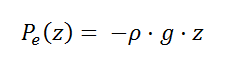 Pₑ(z) = −ρ · g · z